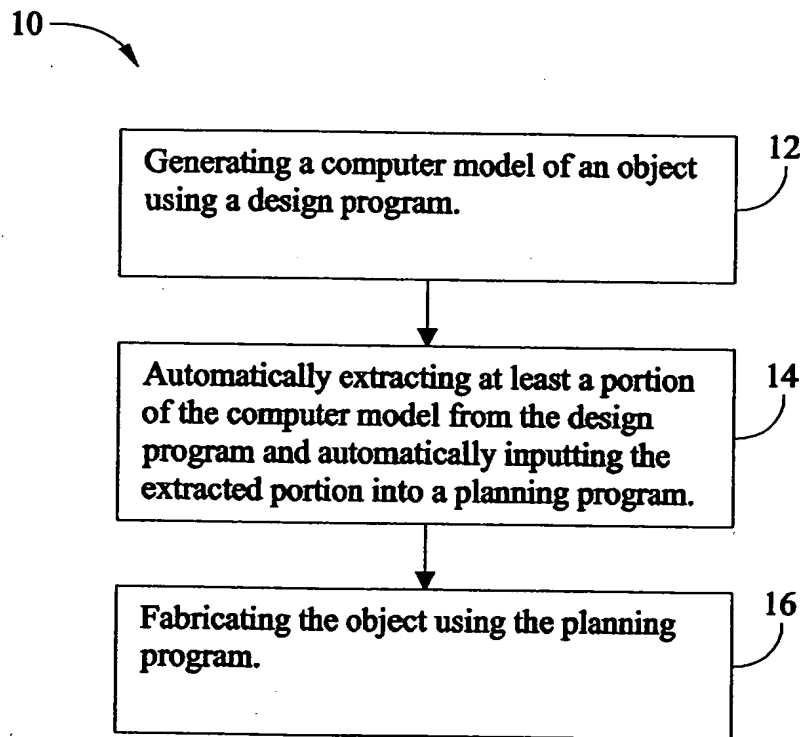 10
Generating a computer model of an object
using a design program.
12
Automatically extracting at least a portion
of the computer model from the design
program and automatically inputting the
extracted portion into a planning program.
14
Fabricating the object using the planning
program.
16